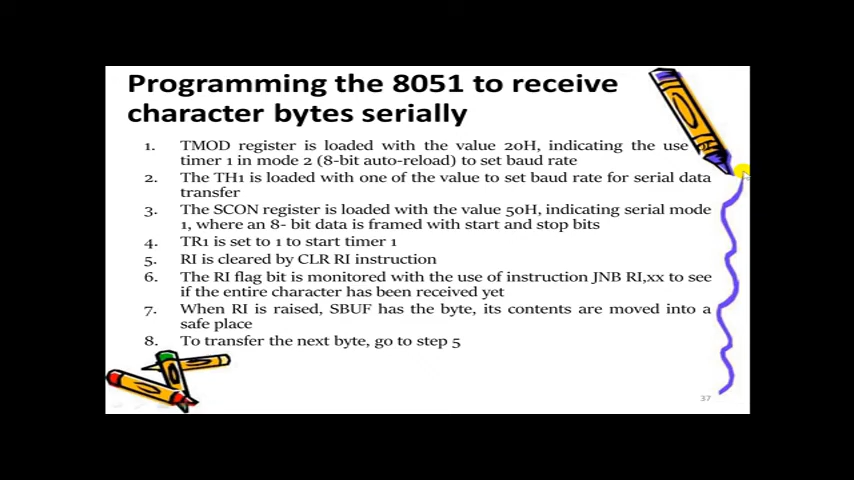 Programming the 8051 to receive
character bytes serially
1. TMOD register is loaded with the value 20H, indicating the use of
timer 1 in mode 2 (8-bit auto-reload) to set baud rate
2. The TH1 is loaded with one of the value to set baud rate for serial data
transfer
3. The SCON register is loaded with the value 50H, indicating serial mode
1, where an 8- bit data is framed with start and stop bits
4. TR1 is set to 1 to start timer 1
5. RI is cleared by CLR RI instruction
6. The RI flag bit is monitored with the use of instruction JNB RI,xx to see
if the entire character has been received yet
7. When RI is raised, SBUF has the byte, its contents are moved into a
safe place
8. To transfer the next byte, go to step 5
37